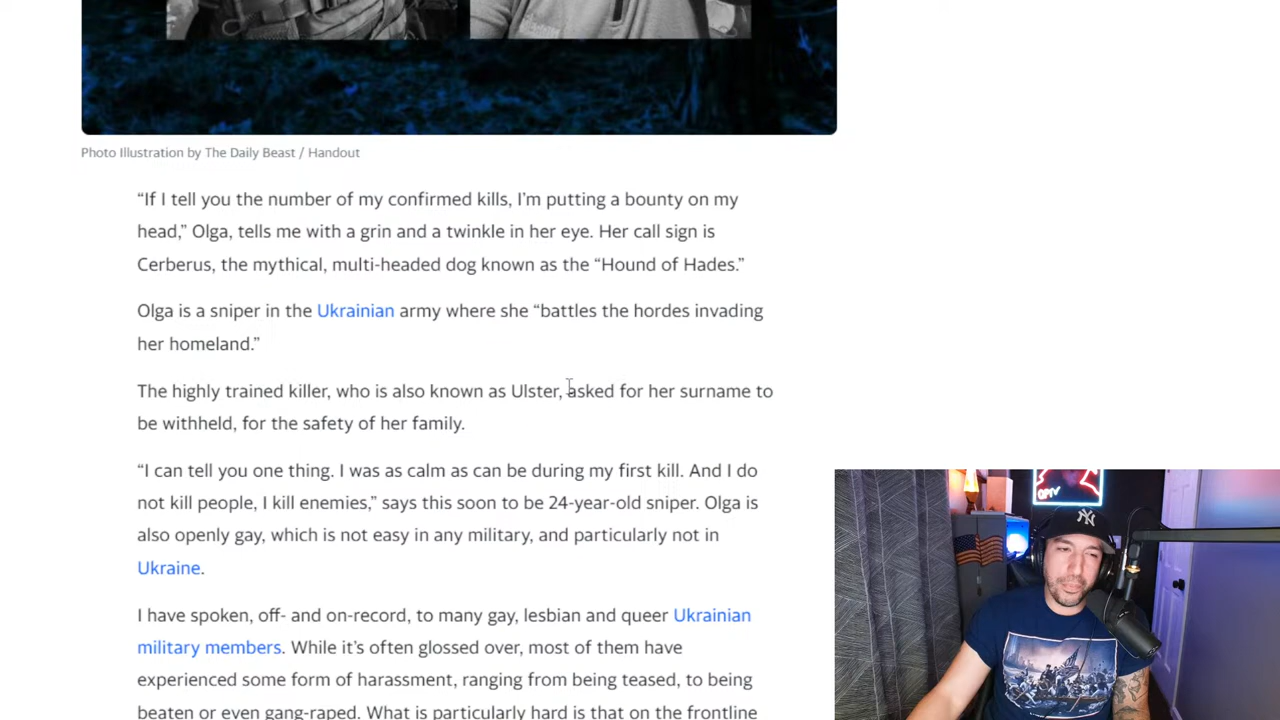 Photo Illustration by The Daily Beast / Handout
“If I tell you the number of my confirmed kills, I’m putting a bounty on my
head,” Olga, tells me with a grin and a twinkle in her eye. Her call sign is
Cerberus, the mythical, multi-headed dog known as the “Hound of Hades.”
Olga is a sniper in the Ukrainian army where she “battles the hordes invading
her homeland.”
The highly trained killer, who is also known as Ulster, asked for her surname to
be withheld, for the safety of her family.
“I can tell you one thing. I was as calm as can be during my first kill. And I do
not kill people, I kill enemies,” says this soon to be 24-year-old sniper. Olga is
also openly gay, which is not easy in any military, and particularly not in
Ukraine.
I have spoken, off- and on-record, to many gay, lesbian and queer Ukrainian
military members. While it’s often glossed over, most of them have
experienced some form of harassment, ranging from being teased, to being
beaten or even gang-raped. What is particularly hard is that on the frontline